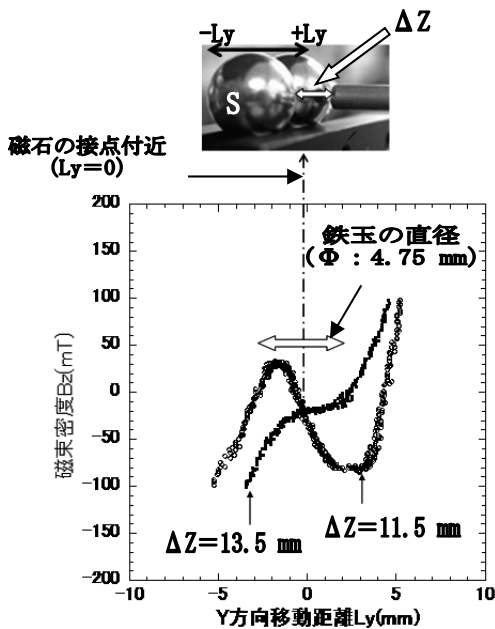 -Ly +Ly ΔZ
S
磁石の接点付近
(Ly=0)
200
150
100
50
0
-50
-100
-150
-200
磁束密度Bz(mT)
鉄玉の直径
(Φ : 4.75 mm)
ΔZ=13.5 mm
ΔZ=11.5 mm
-10 -5 0 5 10
Y方向移動距離Ly(mm)